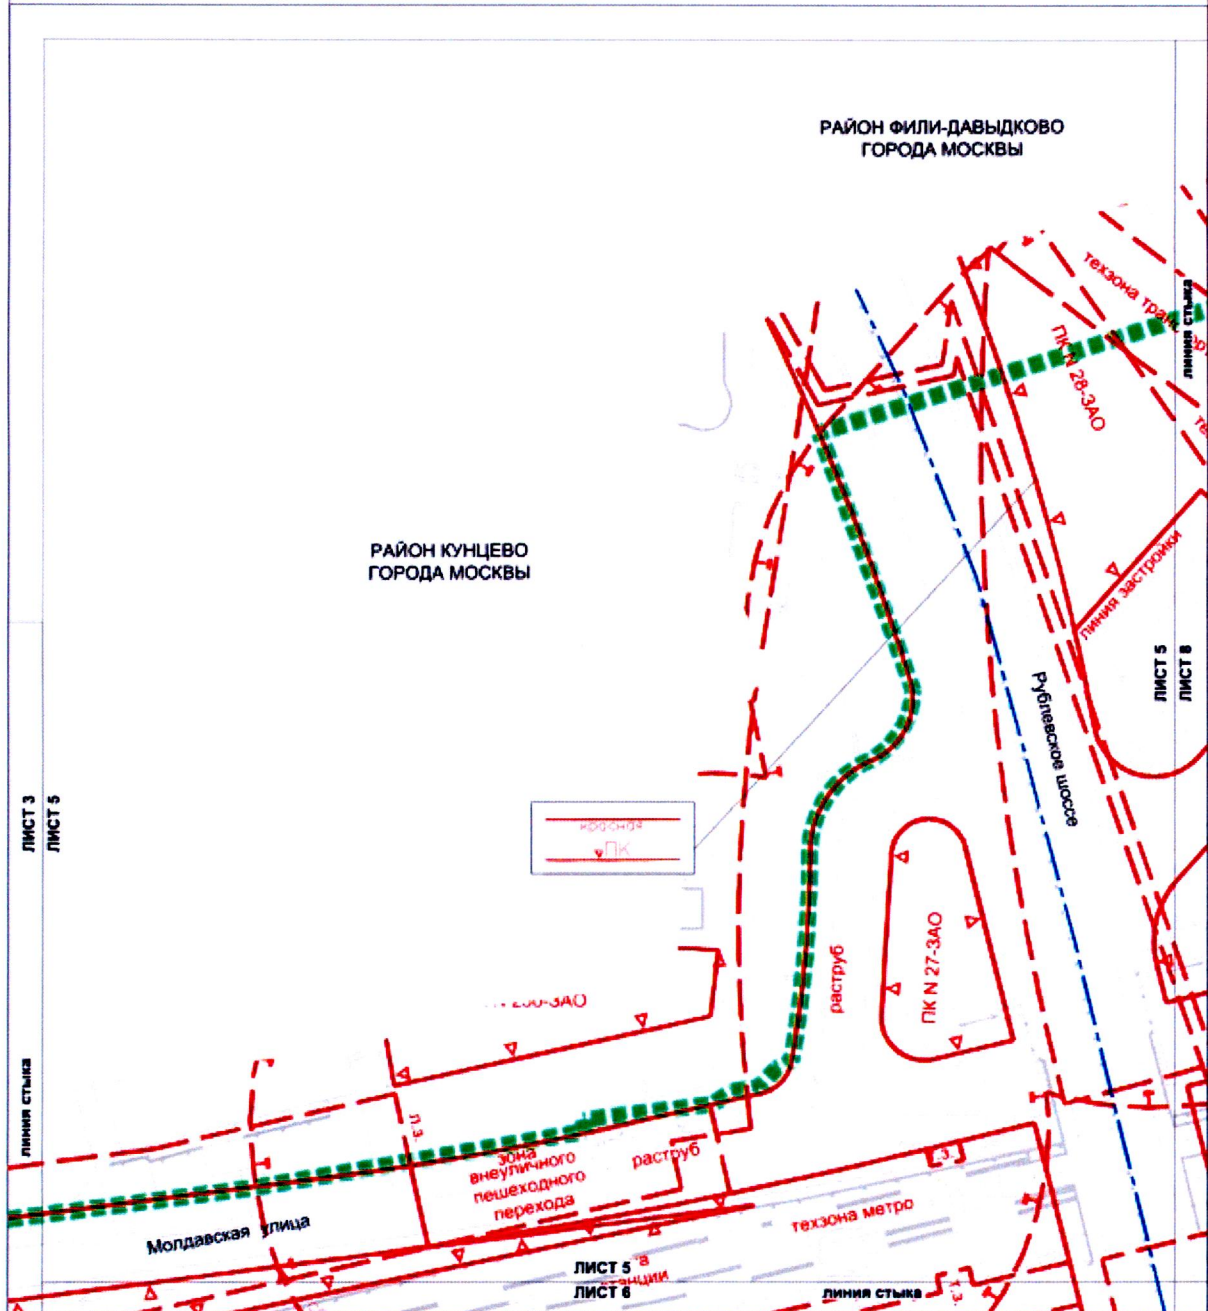 РАЙОН ФИЛИ-ДАВЫДКОВО
ГОРОДА МОСКВЫ
техзона
линия стыка
ПК N 28-ЗАО
РАЙОН КУНЦЕВО
ГОРОДА МОСКВЫ
линия застройки
ЛИСТ 5
ЛИСТ 8
Рублевское шоссе
ЛИСТ 3
ЛИСТ 5
красная
ПК
ПК N 27-ЗАО
раструб
линия стыка
л.з.
зона
внеуличного
пешеходного
перехода
раструб
Молдавская улица
техзона метро
ЛИСТ 5
ЛИСТ 6
линия стыка
т.з.